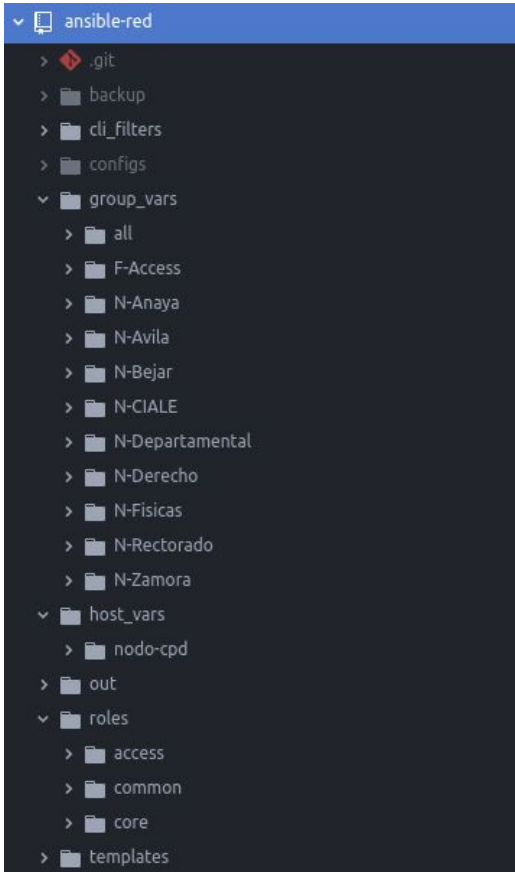 ansible-red
.git
backup
cli_filters
configs
group_vars
all
F-Access
N-Anaya
N-Avila
N-Bejar
N-CIALE
N-Departamental
N-Derecho
N-Fisicas
N-Rectorado
N-Zamora
host_vars
nodo-cpd
out
roles
access
common
core
templates